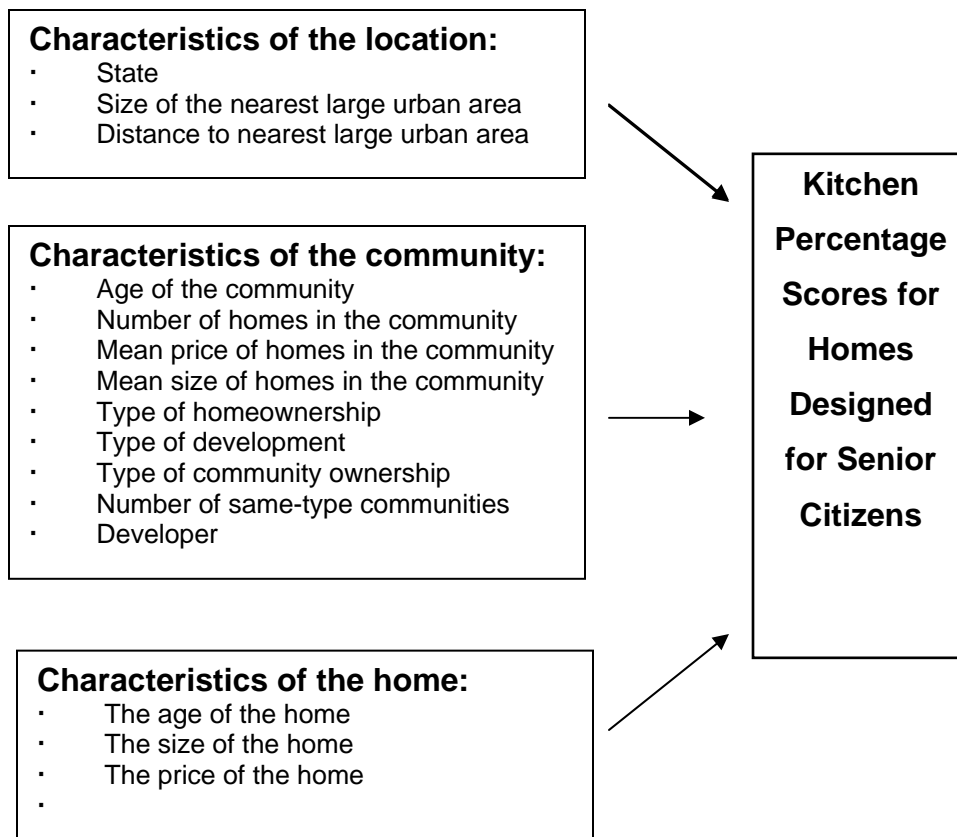 Characteristics of the location:
· State
· Size of the nearest large urban area
· Distance to nearest large urban area
Characteristics of the community:
· Age of the community
· Number of homes in the community
· Mean price of homes in the community
· Mean size of homes in the community
· Type of homeownership
· Type of development
· Type of community ownership
· Number of same-type communities
· Developer
Characteristics of the home:
· The age of the home
· The size of the home
· The price of the home
·
Kitchen
Percentage
Scores for
Homes
Designed
for Senior
Citizens